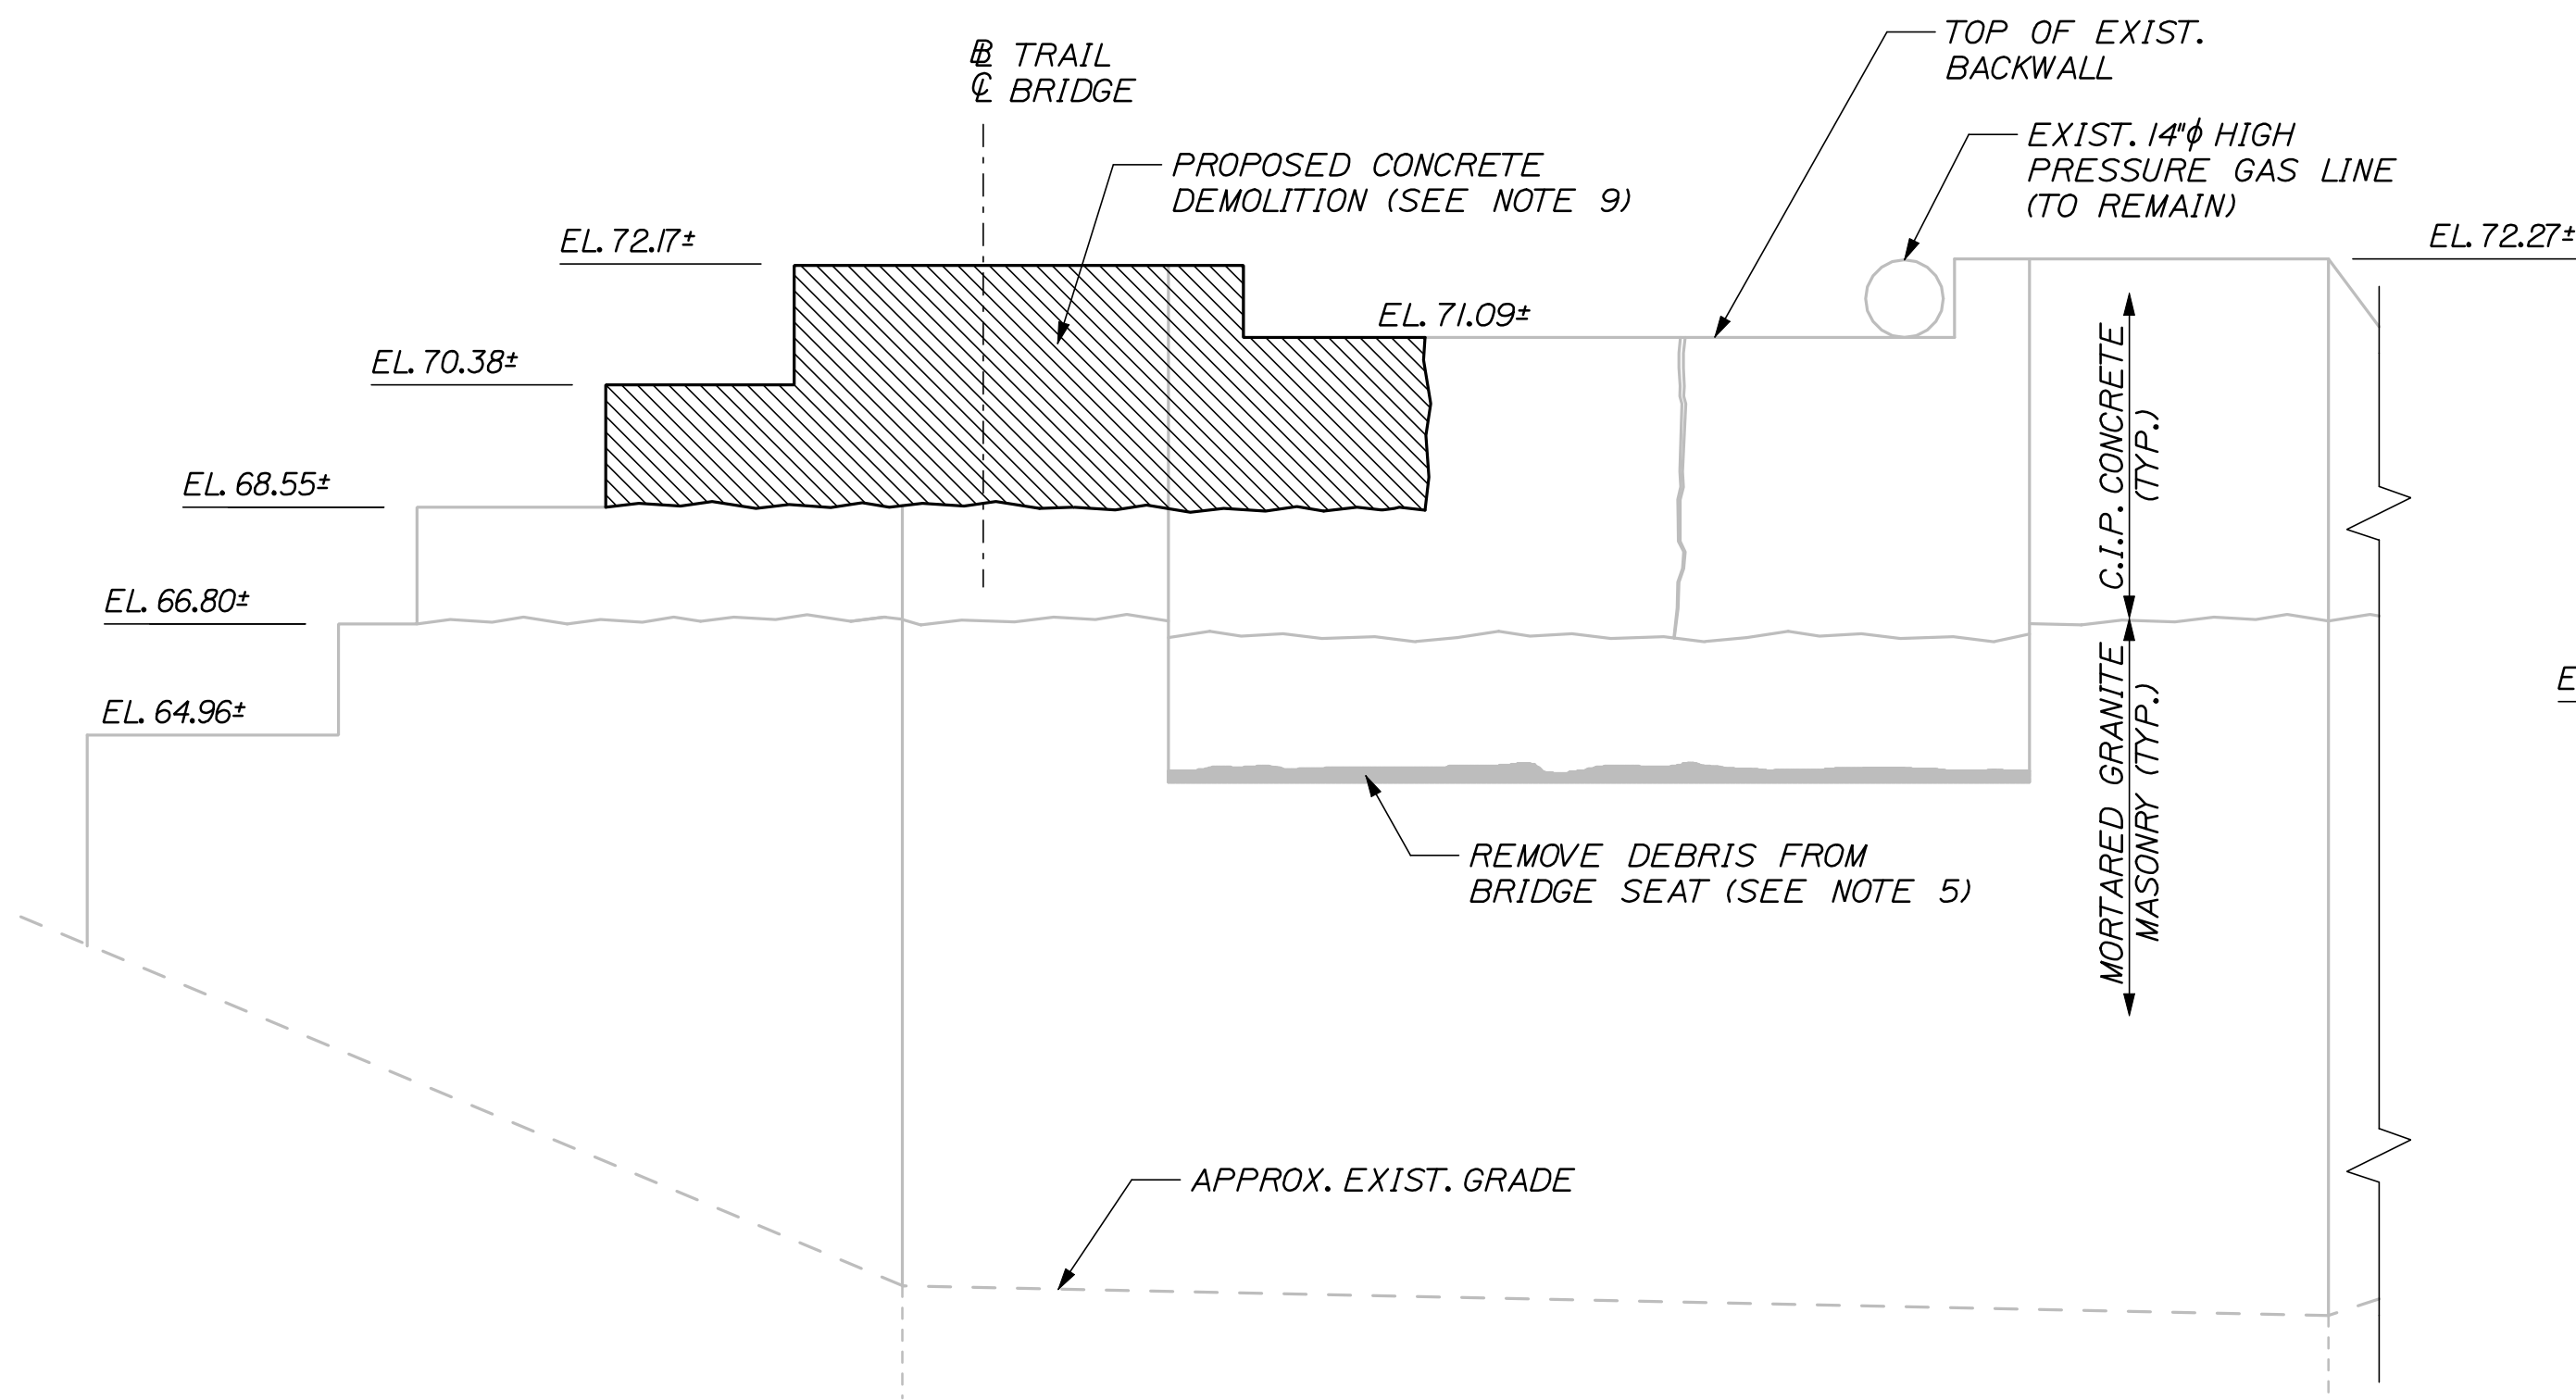 TOP OF EXIST.
BACKWALL
℄ TRAIL
℄ BRIDGE
EXIST. 14"ϕ HIGH
PRESSURE GAS LINE
(TO REMAIN)
PROPOSED CONCRETE
DEMOLITION (SEE NOTE 9)
EL. 72.17±
EL. 72.27±
EL. 71.09±
EL. 70.38±
EL. 68.55±
EL. 66.80±
EL. 64.96±
C.I.P. CONCRETE
(TYP.)
MORTARED GRANITE
MASONRY (TYP.)
E
REMOVE DEBRIS FROM
BRIDGE SEAT (SEE NOTE 5)
APPROX. EXIST. GRADE